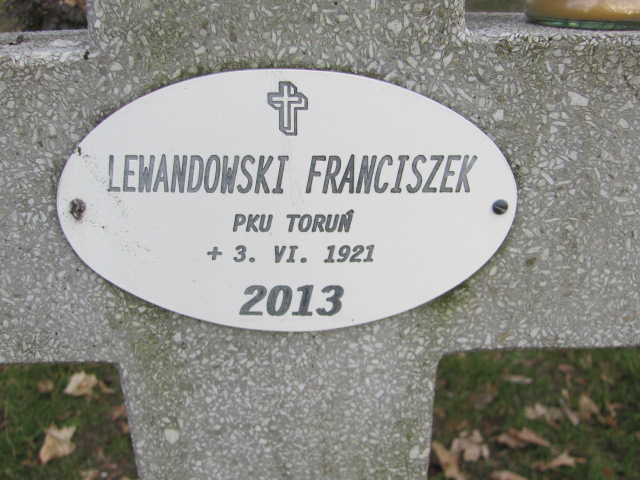 LEWANDOWSKI FRANCISZEK
PKU TORUŃ
+ 3. VI. 1921
2013